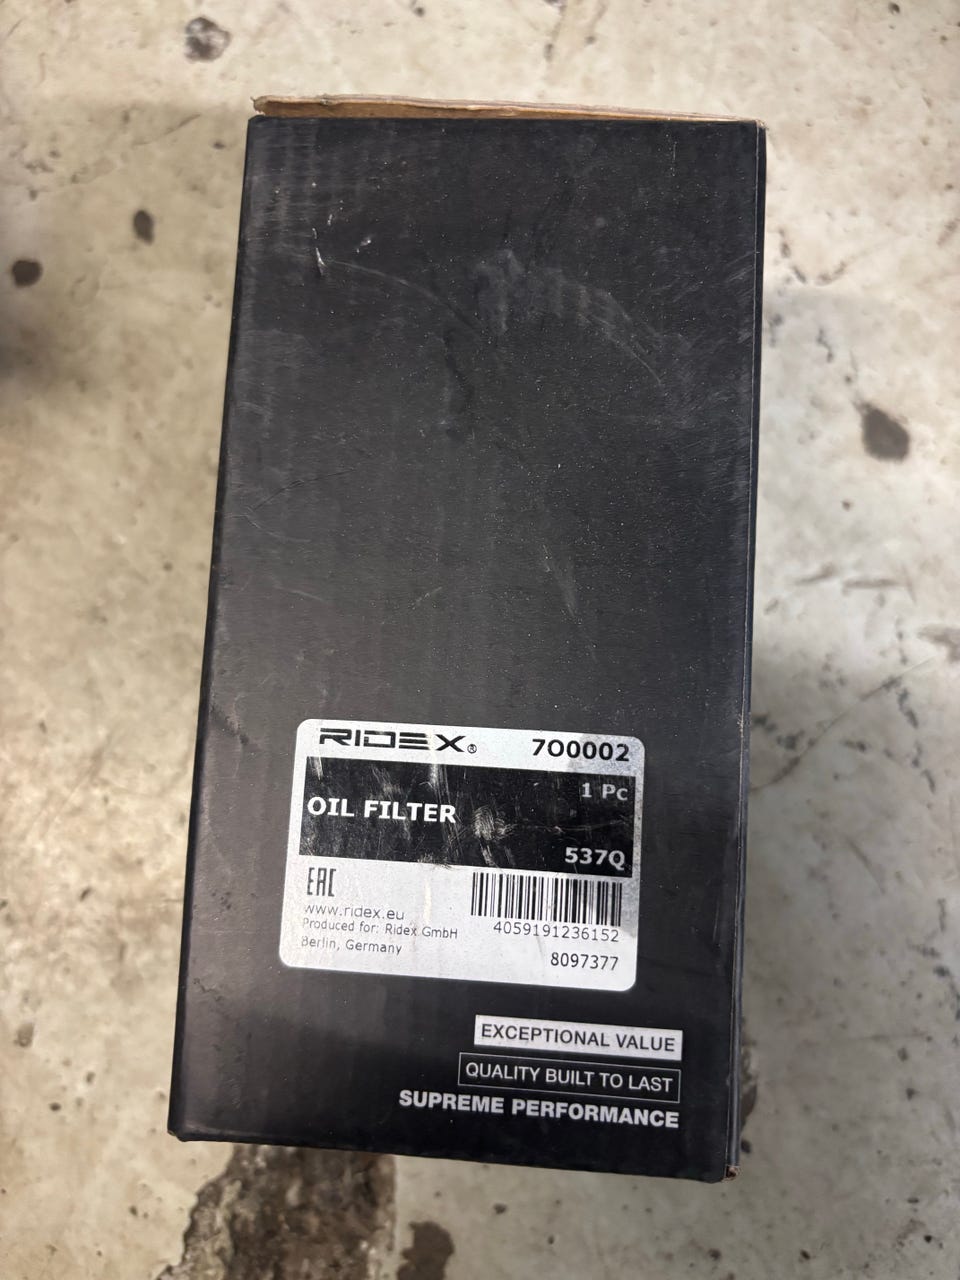 RIDEX® 7O0002
1 Pc
OIL FILTER
537Q
EAC
www.ridex.eu
Produced for: Ridex GmbH
Berlin, Germany
4059191236152
8097377
EXCEPTIONAL VALUE
QUALITY BUILT TO LAST
SUPREME PERFORMANCE